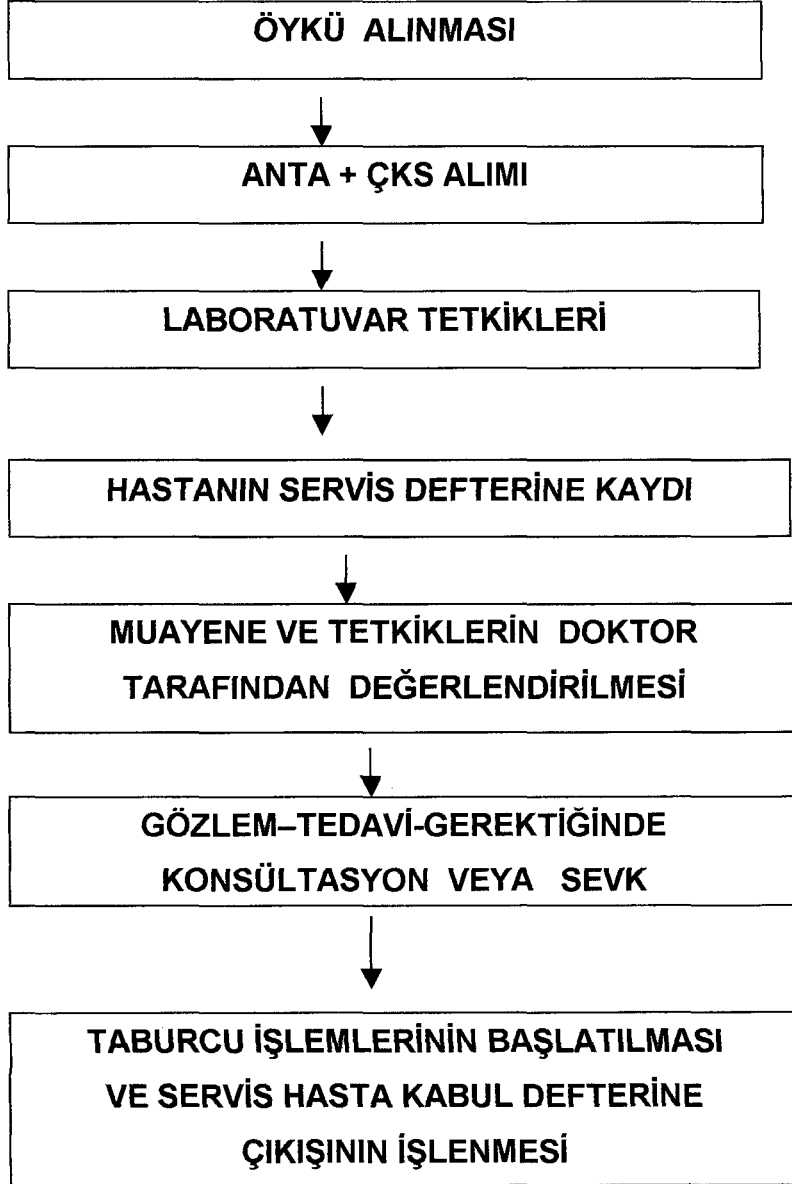 ÖYKÜ ALINMASI
ANTA + ÇKS ALIMI
LABORATUVAR TETKİKLERİ
HASTANIN SERVİS DEFTERİNE KAYDI
MUAYENE VE TETKİKLERİN DOKTOR
TARAFINDAN DEĞERLENDİRİLMESİ
GÖZLEM–TEDAVİ-GEREKTİĞİNDE
KONSÜLTASYON VEYA SEVK
TABURCU İŞLEMLERİNİN BAŞLATILMASI
VE SERVİS HASTA KABUL DEFTERİNE
ÇIKIŞININ İŞLENMESİ